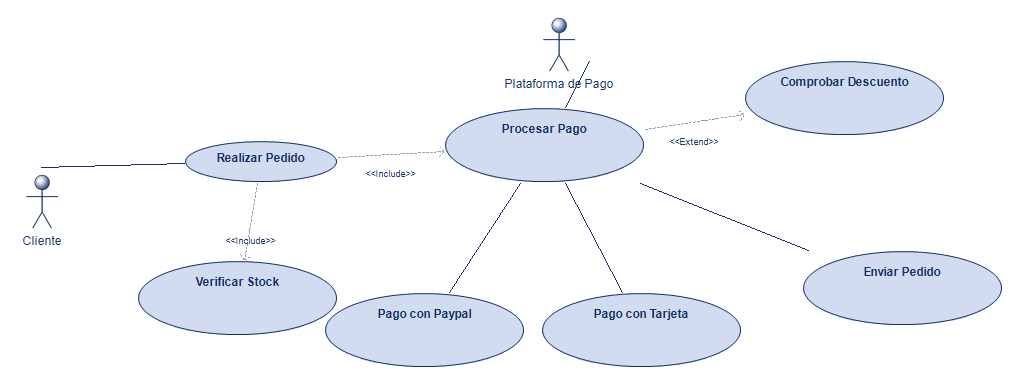 Plataforma de Pago
Comprobar Descuento
Procesar Pago
<<Extend>>
Realizar Pedido
<<Include>>
Cliente
<<Include>>
Verificar Stock
Enviar Pedido
Pago con Paypal
Pago con Tarjeta